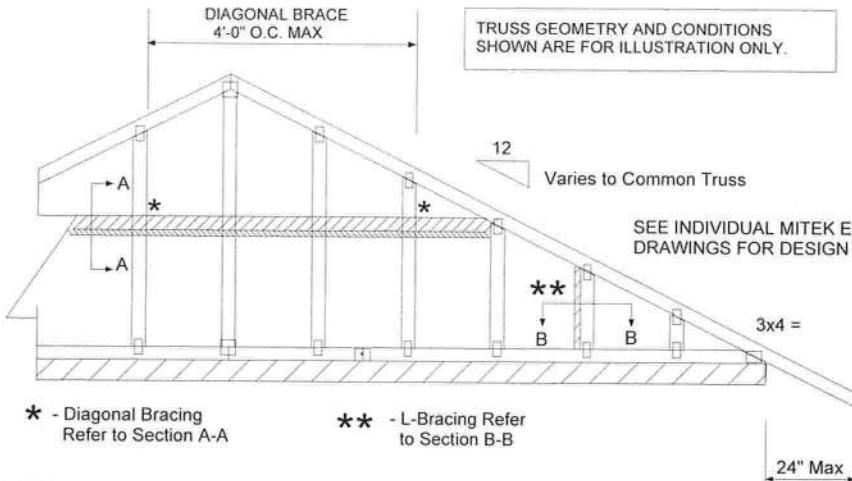 DIAGONAL BRACE
4'-0" O.C. MAX
TRUSS GEOMETRY AND CONDITIONS
SHOWN ARE FOR ILLUSTRATION ONLY.
12
Varies to Common Truss
A
*
*
A
SEE INDIVIDUAL MITEK E
DRAWINGS FOR DESIGN
**
B
B
3x4 =
* - Diagonal Bracing
Refer to Section A-A
** - L-Bracing Refer
to Section B-B
24" Max